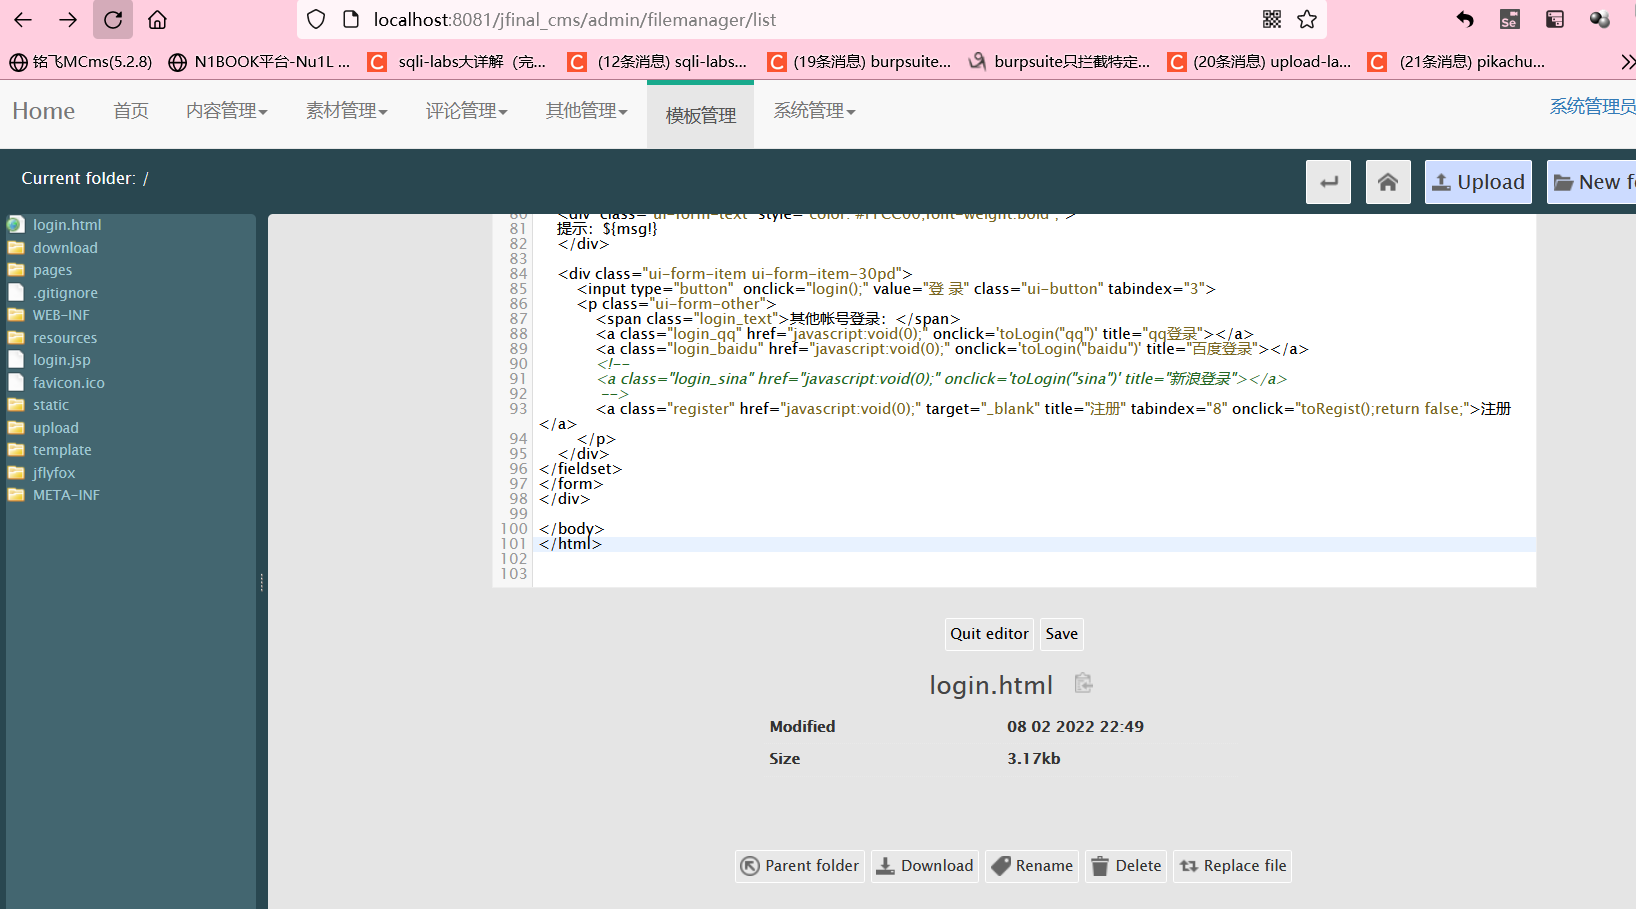 localhost:8081/jfinal_cms/admin/filemanager/list
Se
铭飞MCms(5.2.8) N1BOOK平台-Nu1L ... C sqli-labs大详解（完... C (12条消息) sqli-labs... C (19条消息) burpsuite... burpsuite只拦截特定... C (20条消息) upload-la... C (21条消息) pikachu...
Home 首页 内容管理 素材管理 评论管理 其他管理 模板管理 系统管理 系统管理员
Current folder: / Upload New f
login.html
download
pages
.gitignore
WEB-INF
resources
login.jsp
favicon.ico
static
upload
template
jflyfox
META-INF
80 <div class="ui-form-text" style="color: #FFCC00;font-weight:bold";>
81 提示：${msg!}
82 </div>
83
84 <div class="ui-form-item ui-form-item-30pd">
85 <input type="button" onclick="login();" value="登 录" class="ui-button" tabindex="3">
86 <p class="ui-form-other">
87 <span class="login_text">其他帐号登录：</span>
88 <a class="login_qq" href="javascript:void(0);" onclick='toLogin("qq")' title="qq登录"></a>
89 <a class="login_baidu" href="javascript:void(0);" onclick='toLogin("baidu")' title="百度登录"></a>
90 <!--
91 <a class="login_sina" href="javascript:void(0);" onclick='toLogin("sina")' title="新浪登录"></a>
92 -->
93 <a class="register" href="javascript:void(0);" target="_blank" title="注册" tabindex="8" onclick="toRegist();return false;">注册
</a>
94 </p>
95 </div>
96 </fieldset>
97 </form>
98 </div>
99
100 </body>
101 </html>
102
103
Quit editor Save
login.html
Modified 08 02 2022 22:49
Size 3.17kb
Parent folder Download Rename Delete Replace file